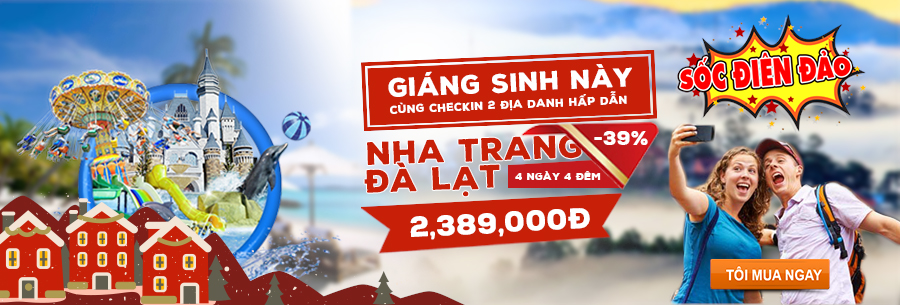 GIÁNG SINH NÀY
CÙNG CHECKIN 2 ĐỊA DANH HẤP DẪN
NHA TRANG
-39%
ĐÀ LẠT
4 NGÀY 4 ĐÊM
2,389,000Đ
SỐC ĐIÊN ĐẢO
TÔI MUA NGAY